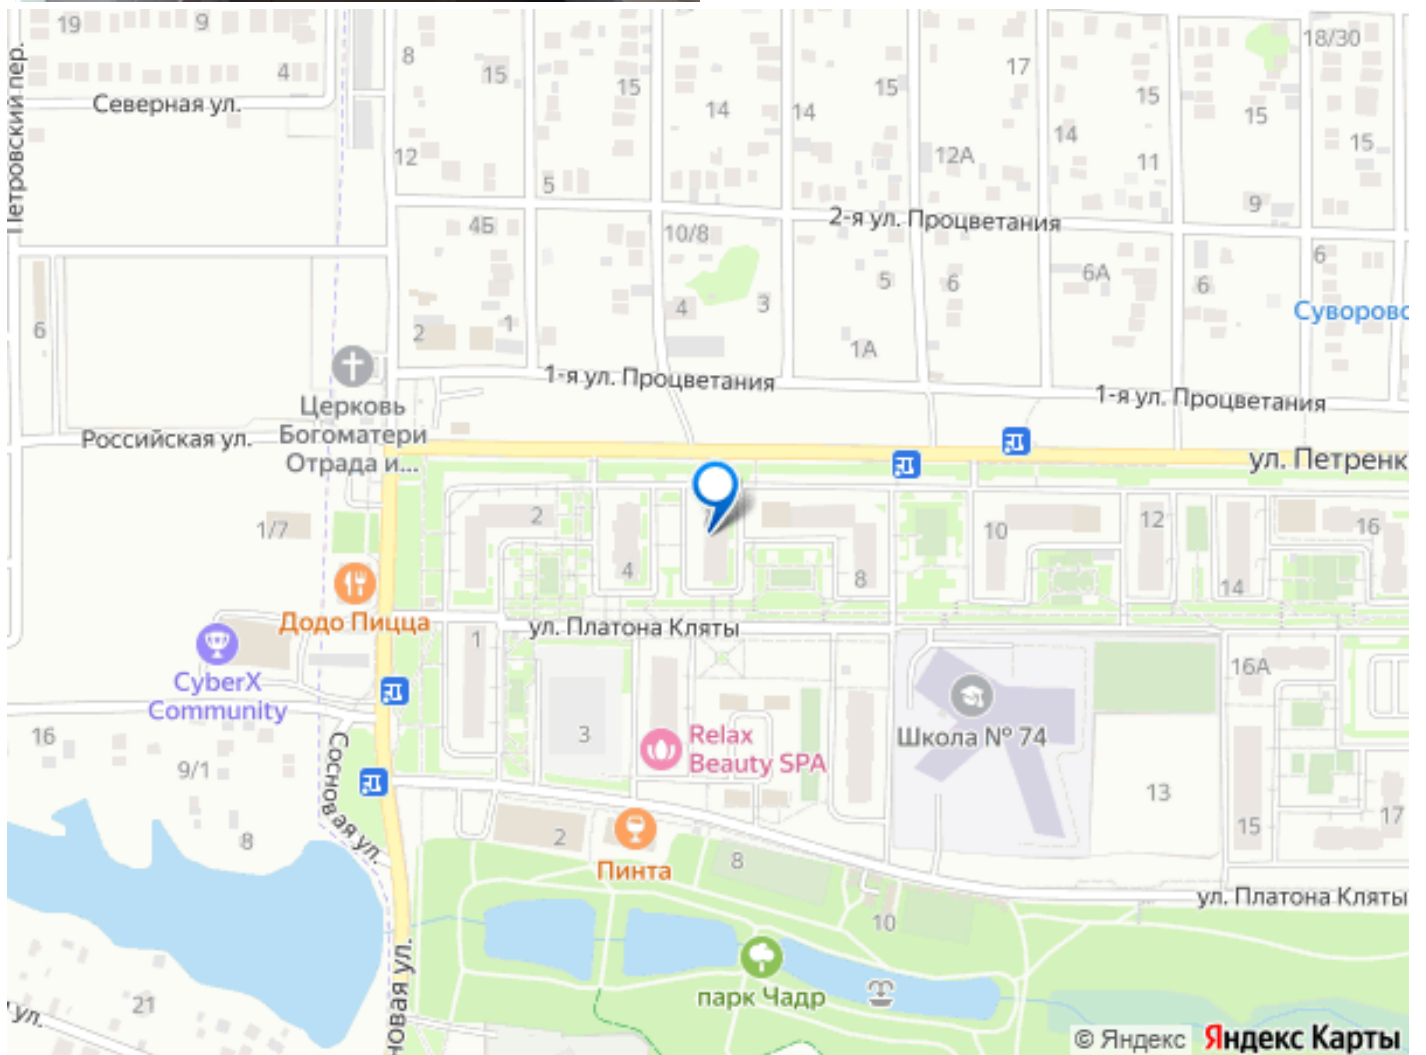 19
9
8
4
15
15
14
14
15
17
15
14
11
18/30
15
15
Северная ул.
Петровский пер.
12
5
12А
9
2-я ул. Процветания
4Б
10/8
6
5
6
6А
6
4
3
1
2
6
1А
Суворовс
1-я ул. Процветания
1-я ул. Процветания
Церковь
Богоматери
Отрада и...
Российская ул.
ул. Петренк
1/7
2
4
8
10
12
14
16
Додо Пицца
ул. Платона Кляты
1
CyberX
Community
16А
Relax
Beauty SPA
Школа № 74
3
16
9/1
8
Сосновая ул.
13
15
17
2
Пинта
8
10
ул. Платона Кляты
парк Чадр
21
ул.
новая ул.
© Яндекс Яндекс Карты